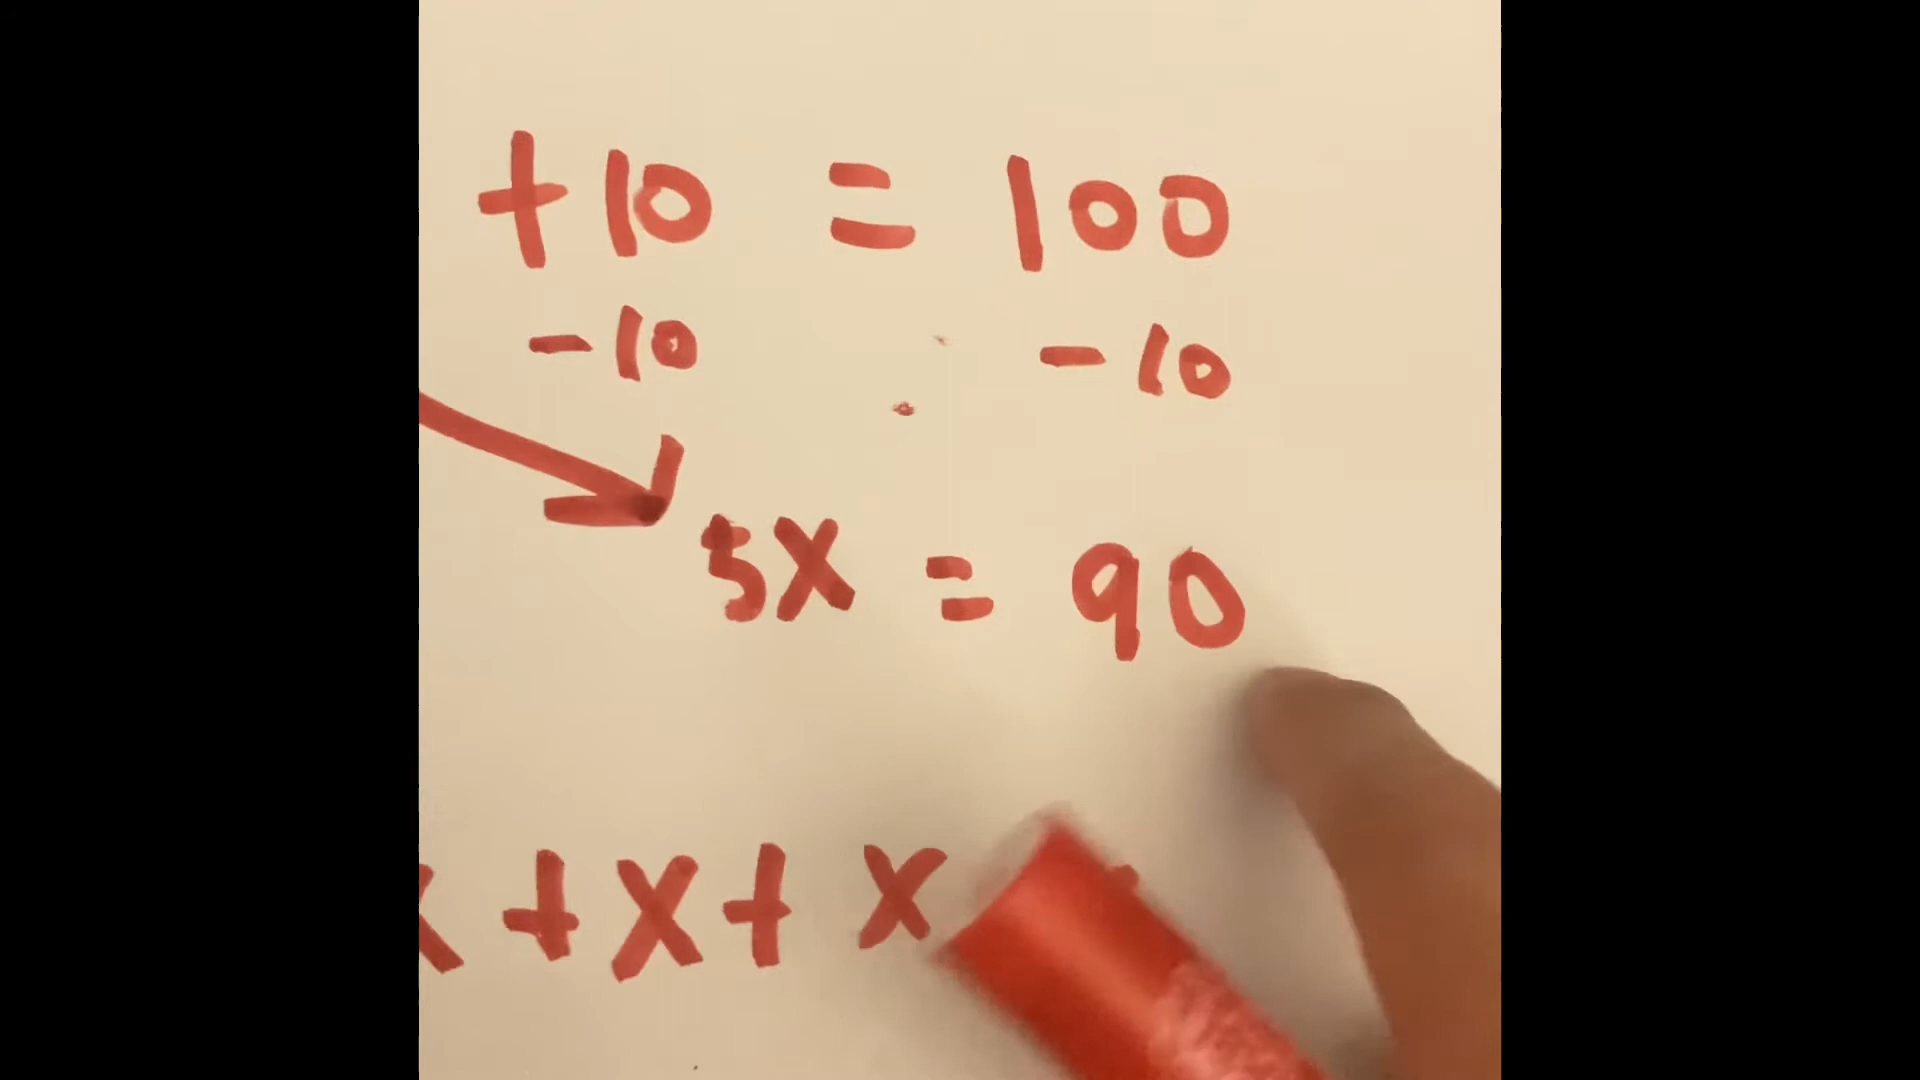 +10 = 100
-10 -10
5x = 90
x + x + x